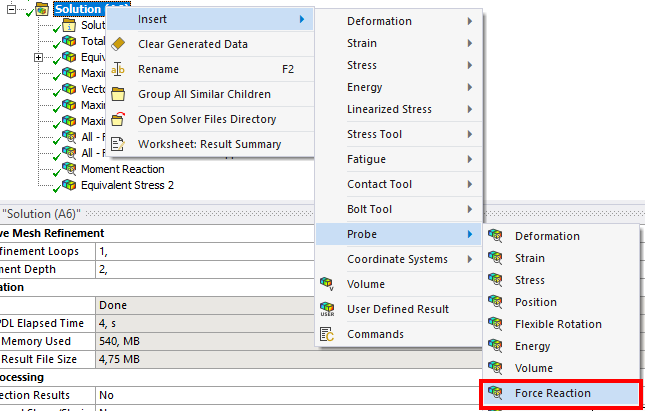 Solution
Insert
Clear Generated Data
Rename F2
Group All Similar Children
Open Solver Files Directory
Worksheet: Result Summary
Deformation
Strain
Stress
Energy
Linearized Stress
Stress Tool
Fatigue
Contact Tool
Bolt Tool
Probe
Coordinate Systems
Volume
User Defined Result
Commands
Deformation
Strain
Stress
Position
Flexible Rotation
Energy
Volume
Force Reaction
Solut
Total
Equiv
Maxim
Vecto
Maxim
Maxim
All - F
All - F
Moment Reaction
Equivalent Stress 2
"Solution (A6)"
ve Mesh Refinement
finement Loops 1,
ment Depth 2,
ation
Done
PDL Elapsed Time 4, s
Memory Used 540, MB
Result File Size 4,75 MB
ocessing
ection Results No